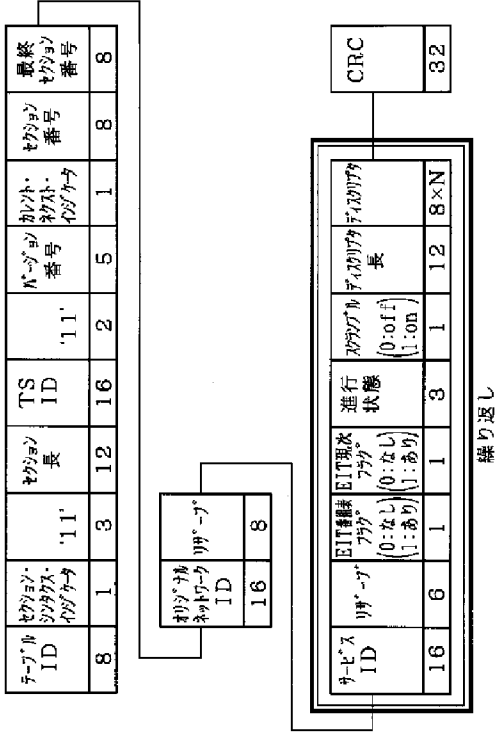 テーブル
ID
8
セクション・
シンタクス・
インジケータ
1
'11'
3
セクション
長
12
TS
ID
16
'11'
2
バージョン
番号
5
カレント・
ネクスト・
インジケータ
1
セクション
番号
8
最終
セクション
番号
8
オリジナル
ネットワーク
ID
16
リザーブ
8
サービス
ID
16
リザーブ
6
EIT番組表
フラグ
(0:なし
1:あり)
1
EIT現次
フラグ
(0:なし
1:あり)
1
進行
状態
3
スクランブル
(0:off
1:on)
1
ディスクリプタ
長
12
ディスクリプタ
8×N
CRC
32
繰り返し